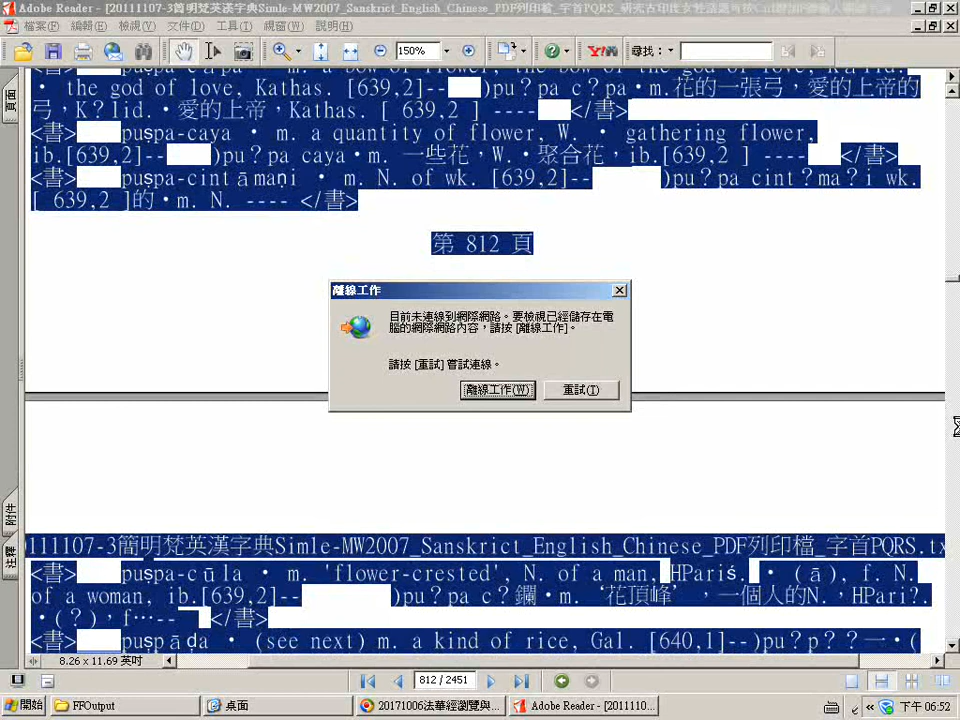 Adobe Reader - [20111107-3簡明梵英漢字典Simle-MW2007_Sanskrict_English_Chinese_PDF列印檔_字首PQRS_
檔案(F) 編輯(E) 檢視(V) 文件(D) 工具(T) 視窗(W) 說明(H)
150% 尋找：
頁面
• the god of love, Kathas. [639,2]-- )pu？pa c？pa•m.花的一張弓，愛的上帝的
弓，K？lid.•愛的上帝,Kathas. [ 639,2 ] ---- </書>
<書> puṣpa-caya • m. a quantity of flower, W. • gathering flower,
ib.[639,2]-- )pu？pa caya•m. 一些花，W.•聚合花，ib.[639,2 ] ---- </書>
<書> puṣpa-cintāmaṇi • m. N. of wk. [639,2]-- )pu？pa cint？ma？i wk.
[ 639,2 ]的•m. N. ---- </書>
第 812 頁
離線工作
目前未連線到網際網路。要檢視已經儲存在電
腦的網際網路內容，請按 [離線工作]。
請按 [重試] 嘗試連線。
離線工作(W) 重試(T)
附件
注釋
111107-3簡明梵英漢字典Simle-MW2007_Sanskrict_English_Chinese_PDF列印檔_字首PQRS.tx
<書> puṣpa-cūla • m. 'flower-crested', N. of a man, HPariś. • (ā), f. N.
of a woman, ib.[639,2]-- )pu？pa c？鑭•m.‘花頂峰’，一個人的N.，HPari?.
•(？), f…-- </書>
<書> puṣpāḍa • (see next) m. a kind of rice, Gal. [640,1]--)pu？p？？一•(
8.26 x 11.69 英吋
812 / 2451
開始 FFOutput 桌面 20171006法華經瀏覽與... Adobe Reader - [2011110... 下午 06:52